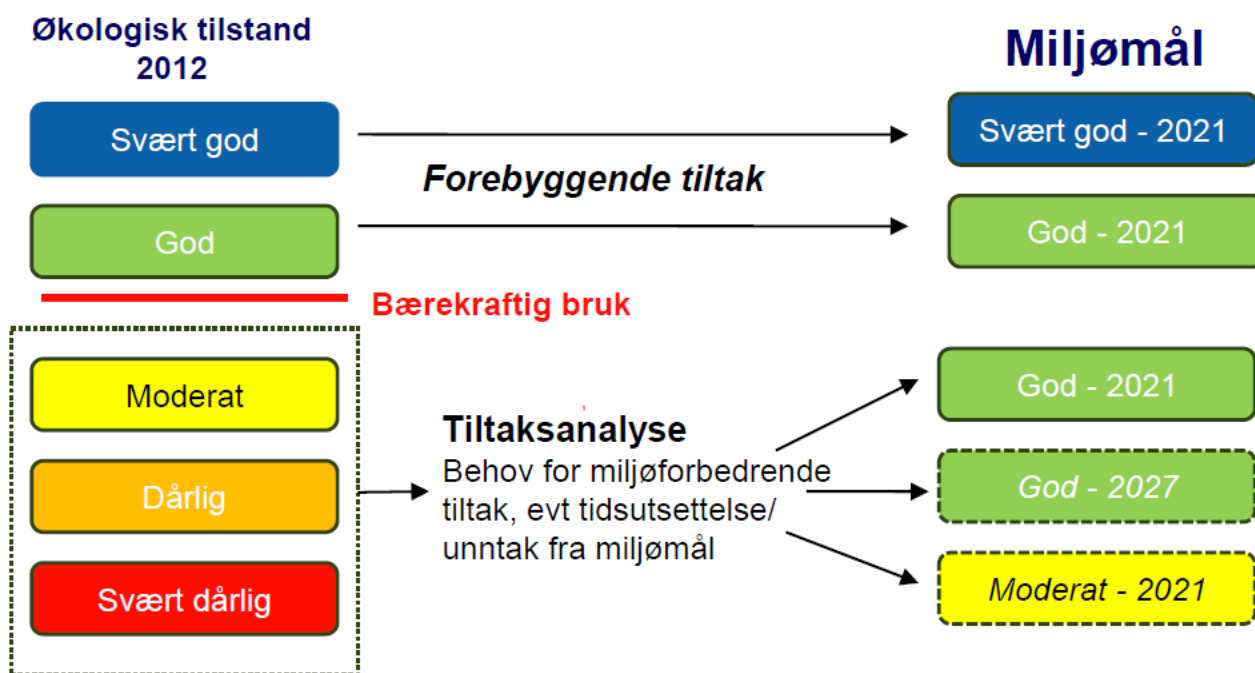 Økologisk tilstand
2012
Miljømål
Svært god
Svært god - 2021
Forebyggende tiltak
God
God - 2021
Bærekraftig bruk
Moderat
Dårlig
Svært dårlig
Tiltaksanalyse
Behov for miljøforbedrende
tiltak, evt tidsutsettelse/
unntak fra miljømål
God - 2021
God - 2027
Moderat - 2021